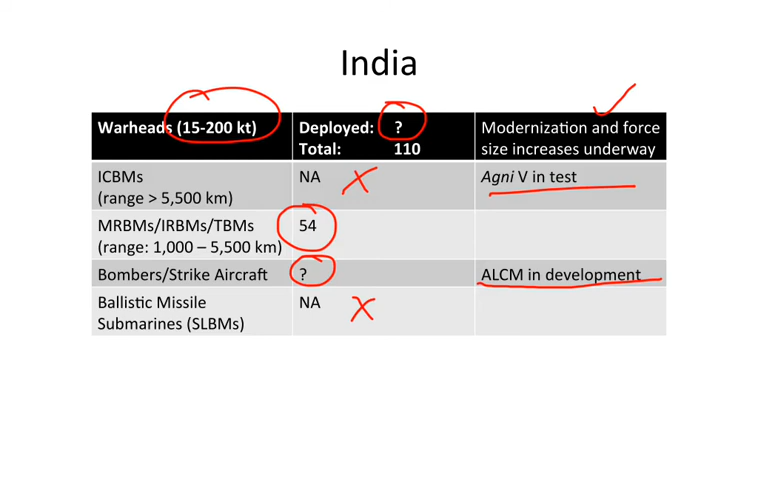 India
Warheads (15-200 kt)
Deployed: ?
Total: 110
Modernization and force
size increases underway
ICBMs
(range > 5,500 km)
NA
X
Agni V in test
MRBMs/IRBMs/TBMs
(range: 1,000 – 5,500 km)
54
Bombers/Strike Aircraft
?
ALCM in development
Ballistic Missile
Submarines (SLBMs)
NA
X